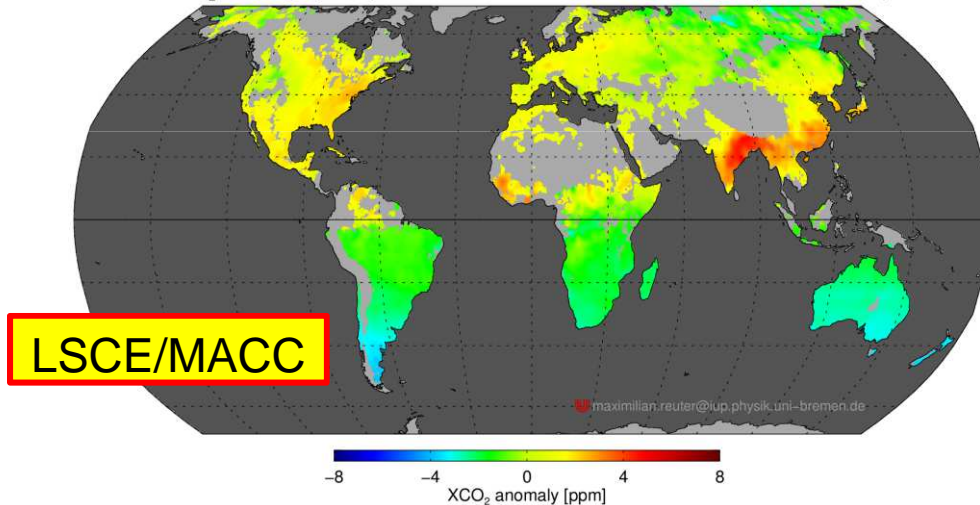 LSCE/MACC
maximilian.reuter@iup.physik.uni-bremen.de
−8 −4 0 4 8
XCO₂ anomaly [ppm]